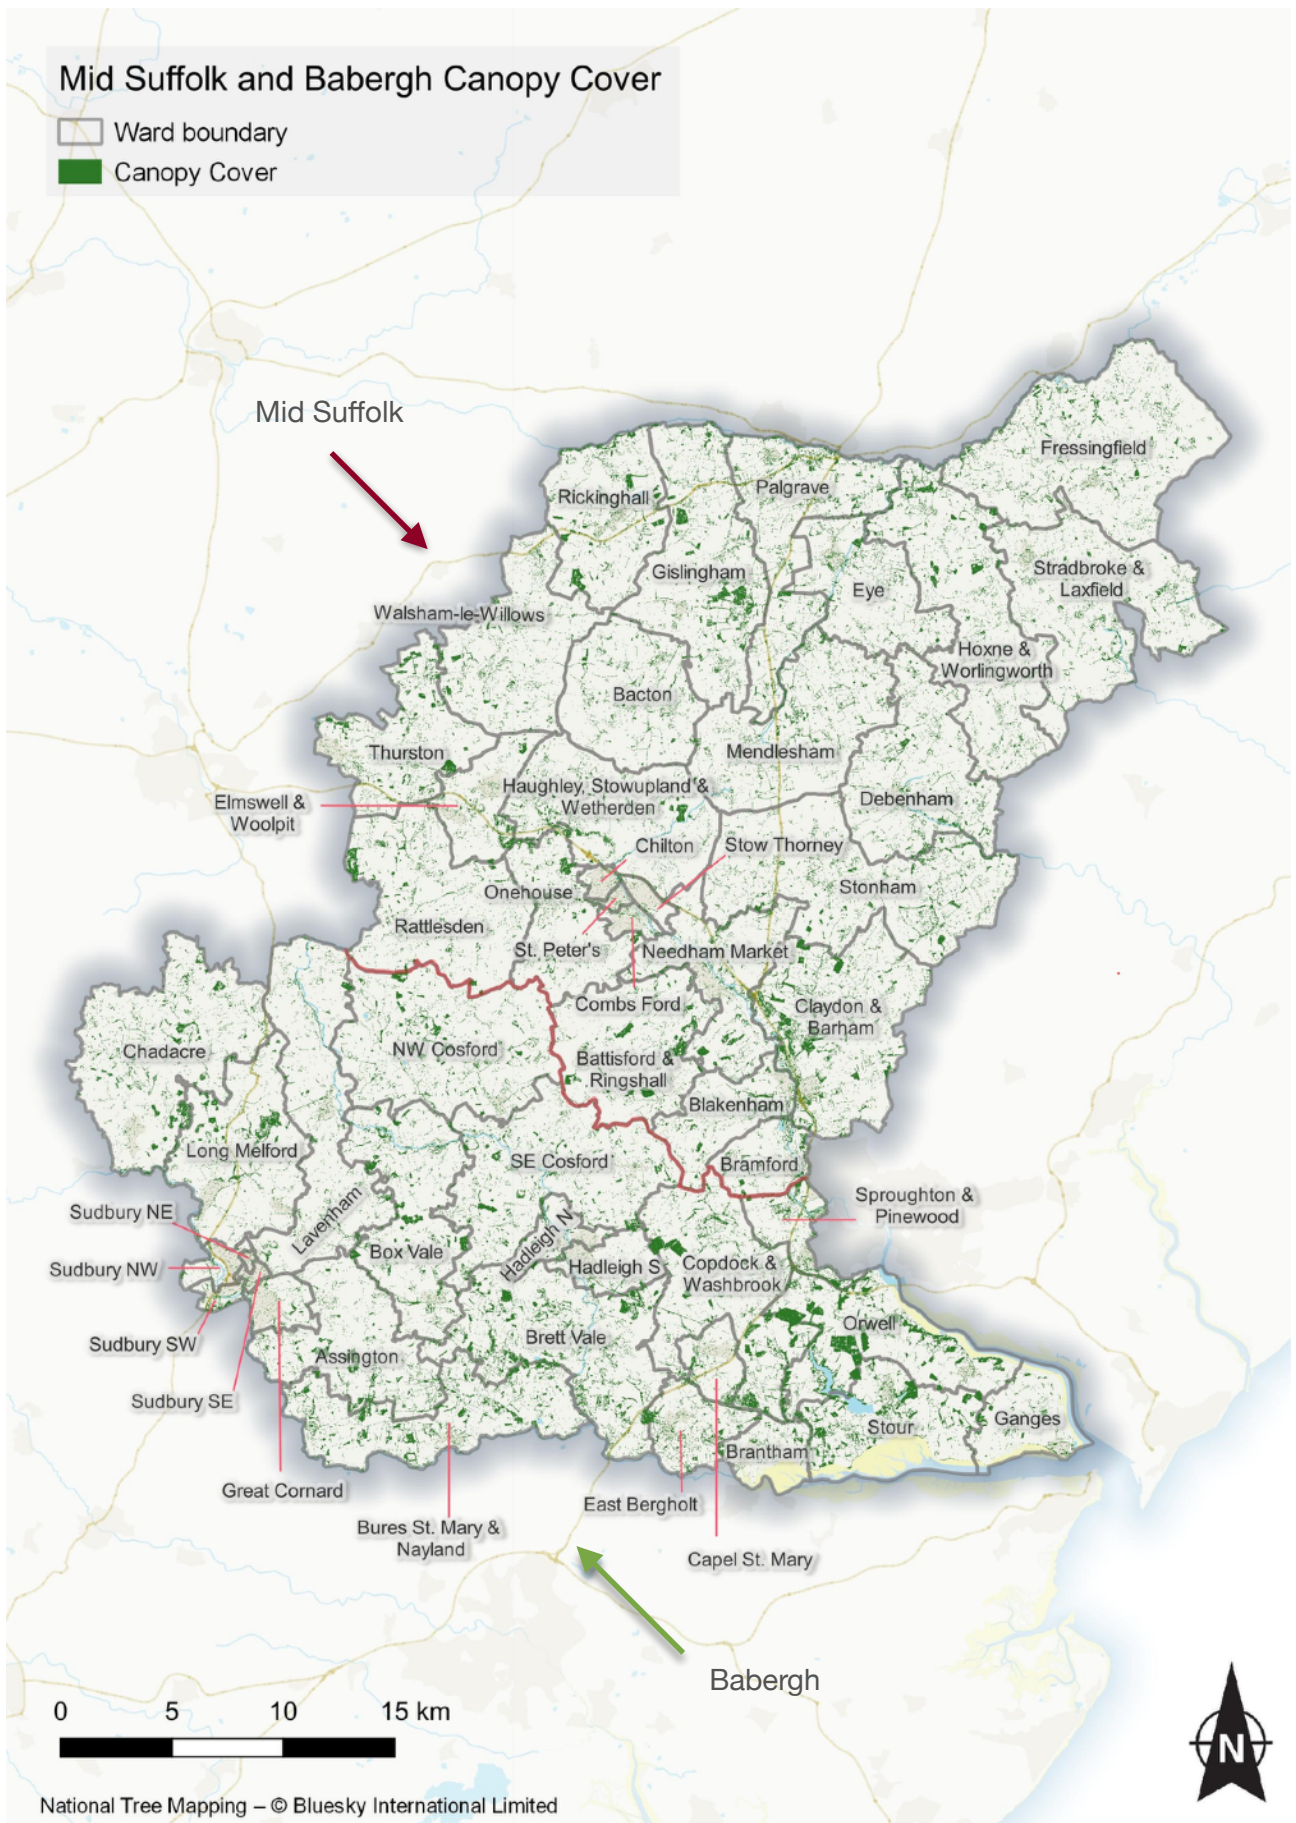 Mid Suffolk and Babergh Canopy Cover
Ward boundary
Canopy Cover
Mid Suffolk
Fressingfield
Rickinghall
Palgrave
Gislingham
Stradbroke &
Laxfield
Eye
Walsham-le-Willows
Hoxne &
Worlingworth
Bacton
Thurston
Mendlesham
Haughley, Stowupland &
Wetherden
Debenham
Elmswell &
Woolpit
Chilton
Stow Thorney
Onehouse
Stonham
Rattlesden
St. Peter's
Needham Market
Combs Ford
Claydon &
Barham
Chadacre
NW Cosford
Battisford &
Ringshall
Blakenham
Long Melford
SE Cosford
Bramford
Sproughton &
Pinewood
Sudbury NE
Lavenham
Box Vale
Hadleigh N
Hadleigh S
Copdock &
Washbrook
Sudbury NW
Sudbury SW
Brett Vale
Orwell
Assington
Sudbury SE
Stour
Ganges
Brantham
Great Cornard
East Bergholt
Bures St. Mary &
Nayland
Capel St. Mary
Babergh
0 5 10 15 km
N
National Tree Mapping – © Bluesky International Limited